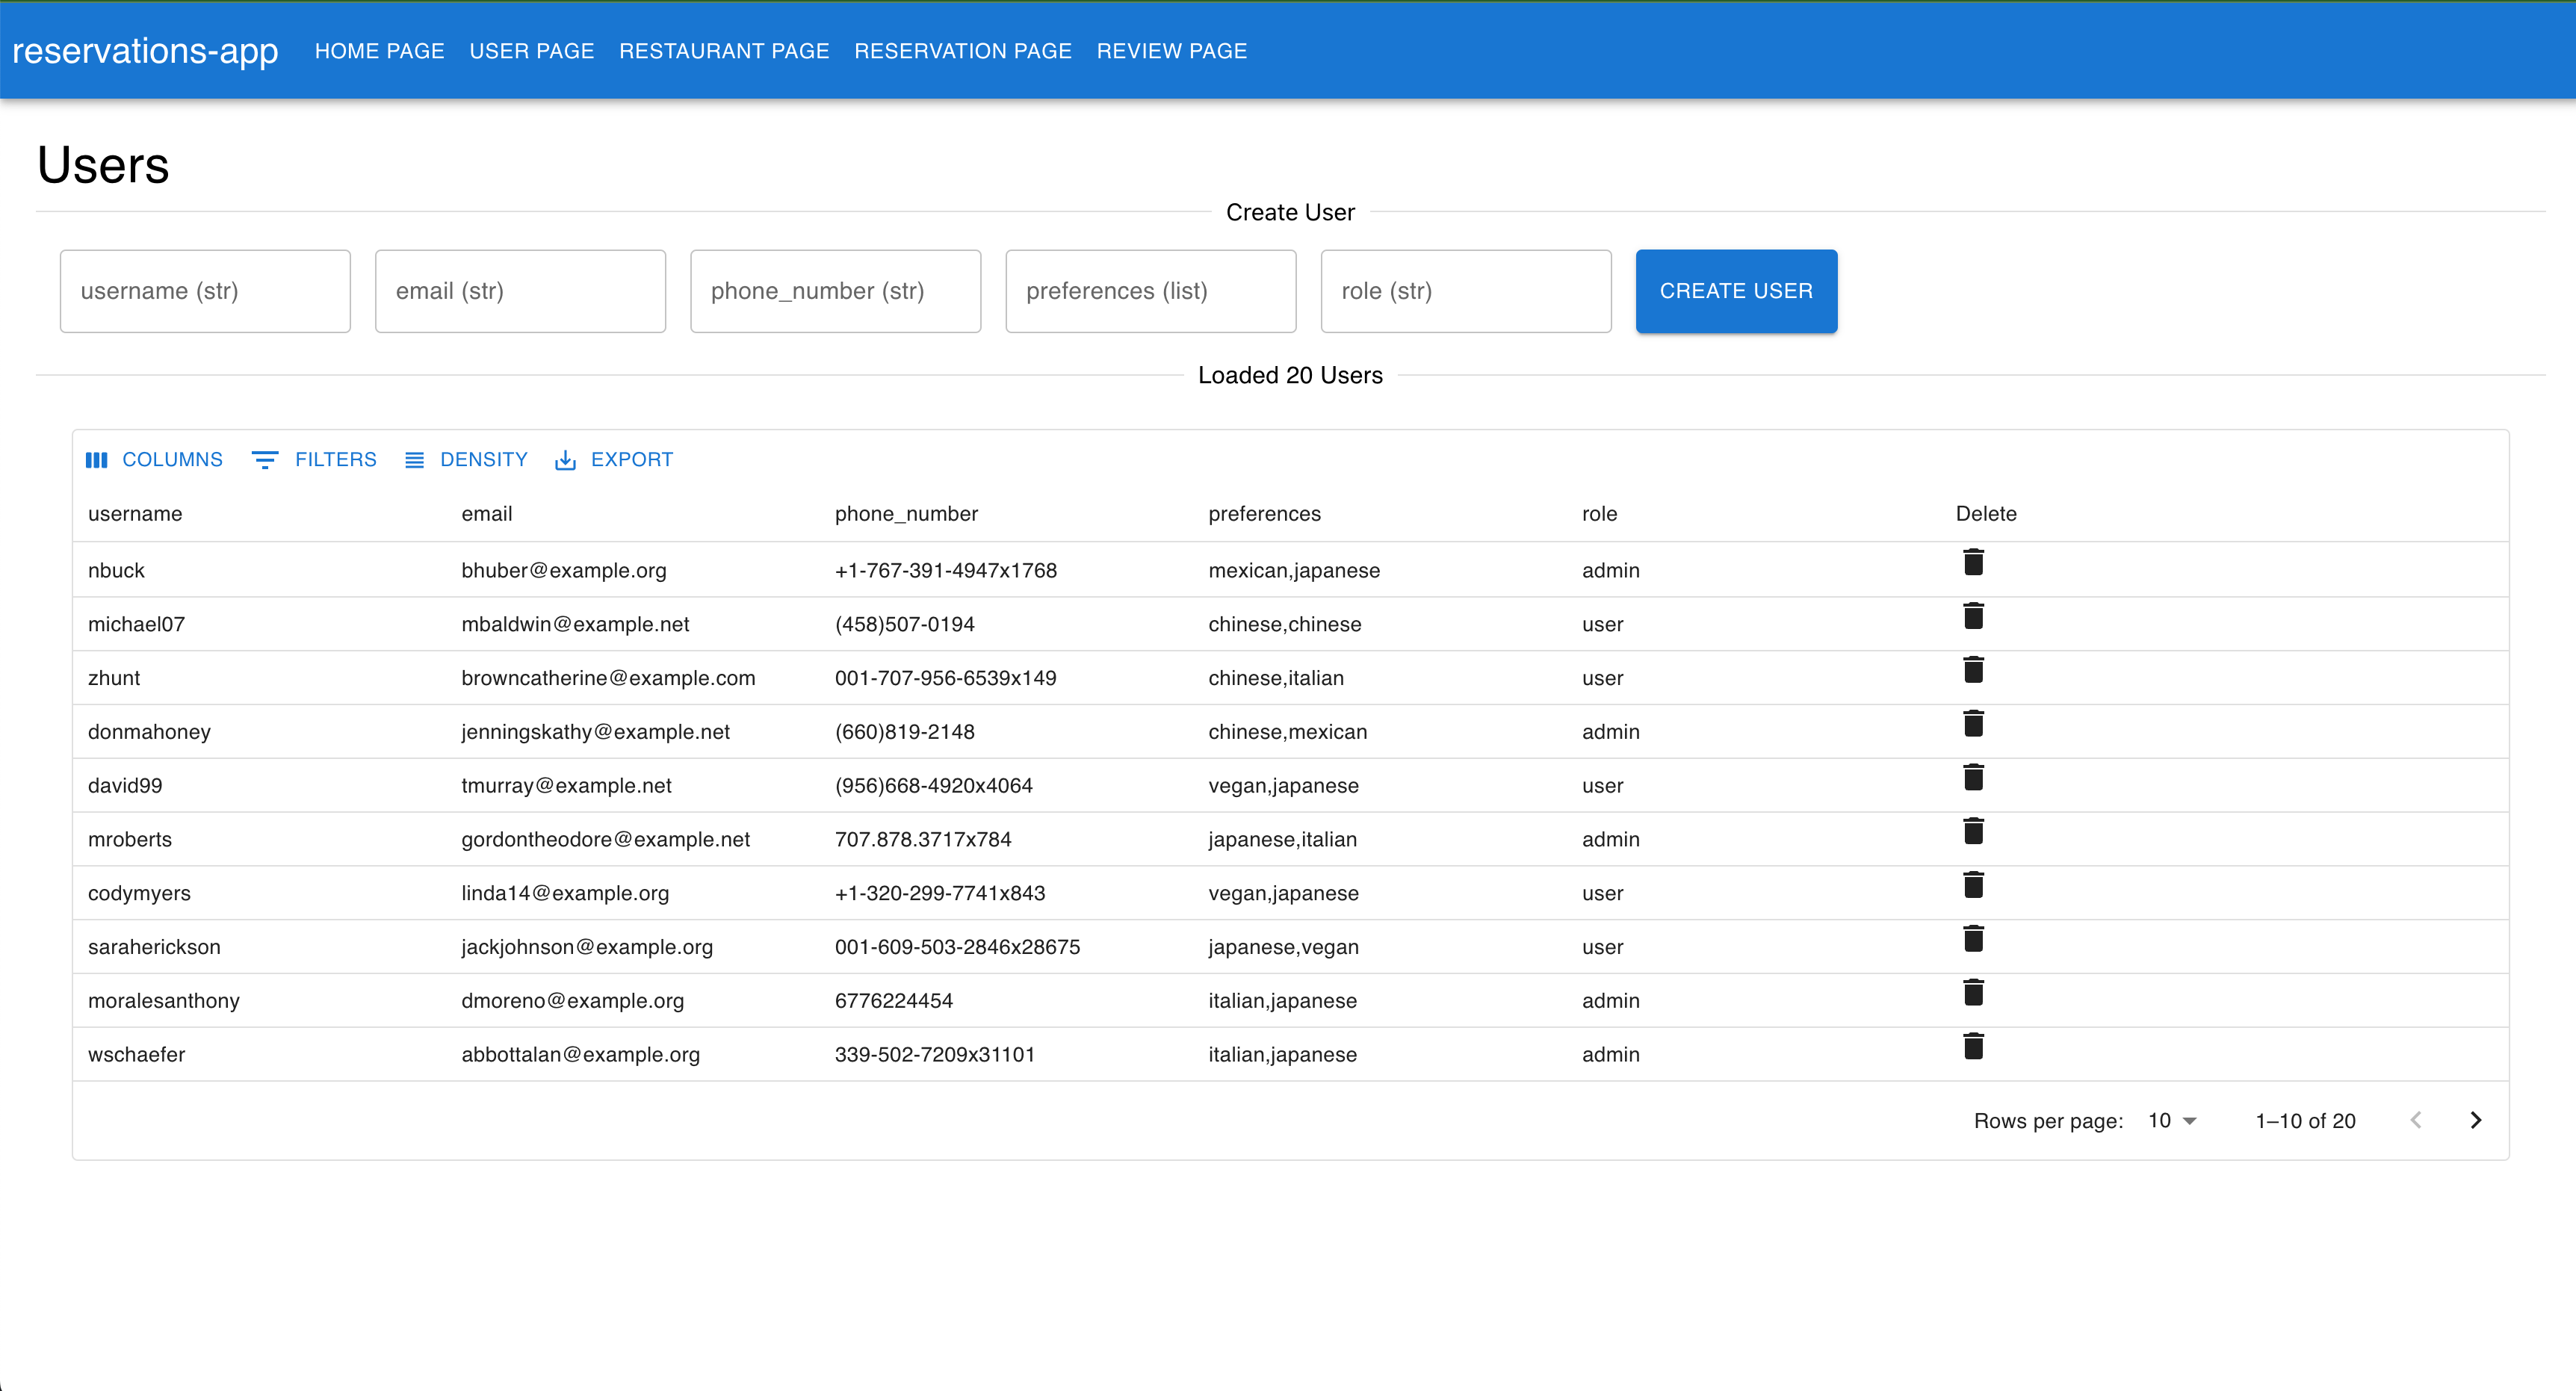 reservations-app HOME PAGE USER PAGE RESTAURANT PAGE RESERVATION PAGE REVIEW PAGE
Users
Create User
username (str) email (str) phone_number (str) preferences (list) role (str) CREATE USER
Loaded 20 Users
COLUMNS FILTERS DENSITY EXPORT
username email phone_number preferences role Delete
nbuck bhuber@example.org +1-767-391-4947x1768 mexican,japanese admin
michael07 mbaldwin@example.net (458)507-0194 chinese,chinese user
zhunt browncatherine@example.com 001-707-956-6539x149 chinese,italian user
donmahoney jenningskathy@example.net (660)819-2148 chinese,mexican admin
david99 tmurray@example.net (956)668-4920x4064 vegan,japanese user
mroberts gordontheodore@example.net 707.878.3717x784 japanese,italian admin
codymyers linda14@example.org +1-320-299-7741x843 vegan,japanese user
saraherickson jackjohnson@example.org 001-609-503-2846x28675 japanese,vegan user
moralesanthony dmoreno@example.org 6776224454 italian,japanese admin
wschaefer abbottalan@example.org 339-502-7209x31101 italian,japanese admin
Rows per page: 10 1–10 of 20